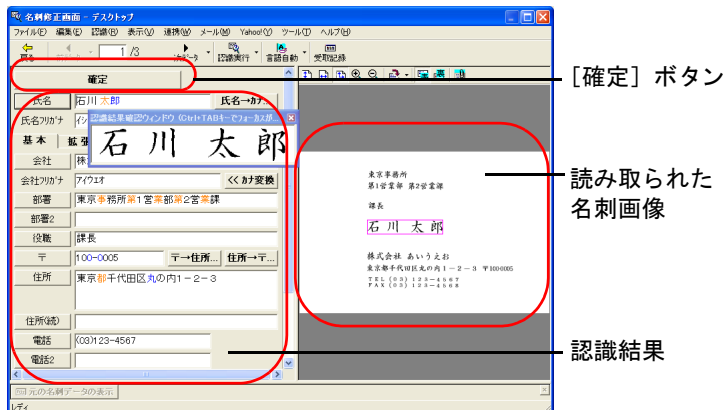 名刺修正画面 - デスクトップ
ファイル(F) 編集(E) 認識(R) 表示(V) 連携(W) メール(M) Yahoo!(Y) ツール(T) ヘルプ(H)
戻る 1 /3 次データ 認識実行 言語自動 受取記録
確定
[確定] ボタン
氏名 石川 太郎 氏名→カナ...
氏名フリガナ
認識結果確認ウィンドウ (Ctrl+TABキーでフォーカスが...
石川 太郎
基本 拡張
会社 株
会社フリガナ アイウエオ << カナ変換
部署 東京事務所第1営業部第2営業課
部署2
役職 課長
〒 100-0005 〒→住所... 住所→〒...
住所 東京都千代田区丸の内1-2-3
住所(続)
電話 (03)123-4567
電話2
元の名刺データの表示
レディ
東京事務所
第1営業部 第2営業課
課長
石川 太郎
株式会社 あいうえお
東京都千代田区丸の内1-2-3 〒100-0005
TEL (03) 123-4567
FAX (03) 123-4568
読み取られた
名刺画像
認識結果